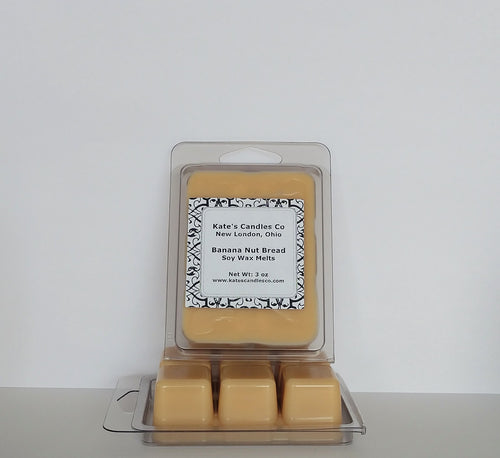 Kate's Candles Co
New London, Ohio
Banana Nut Bread
Soy Wax Melts
Net Wt: 3 oz
www.katescandlesco.com